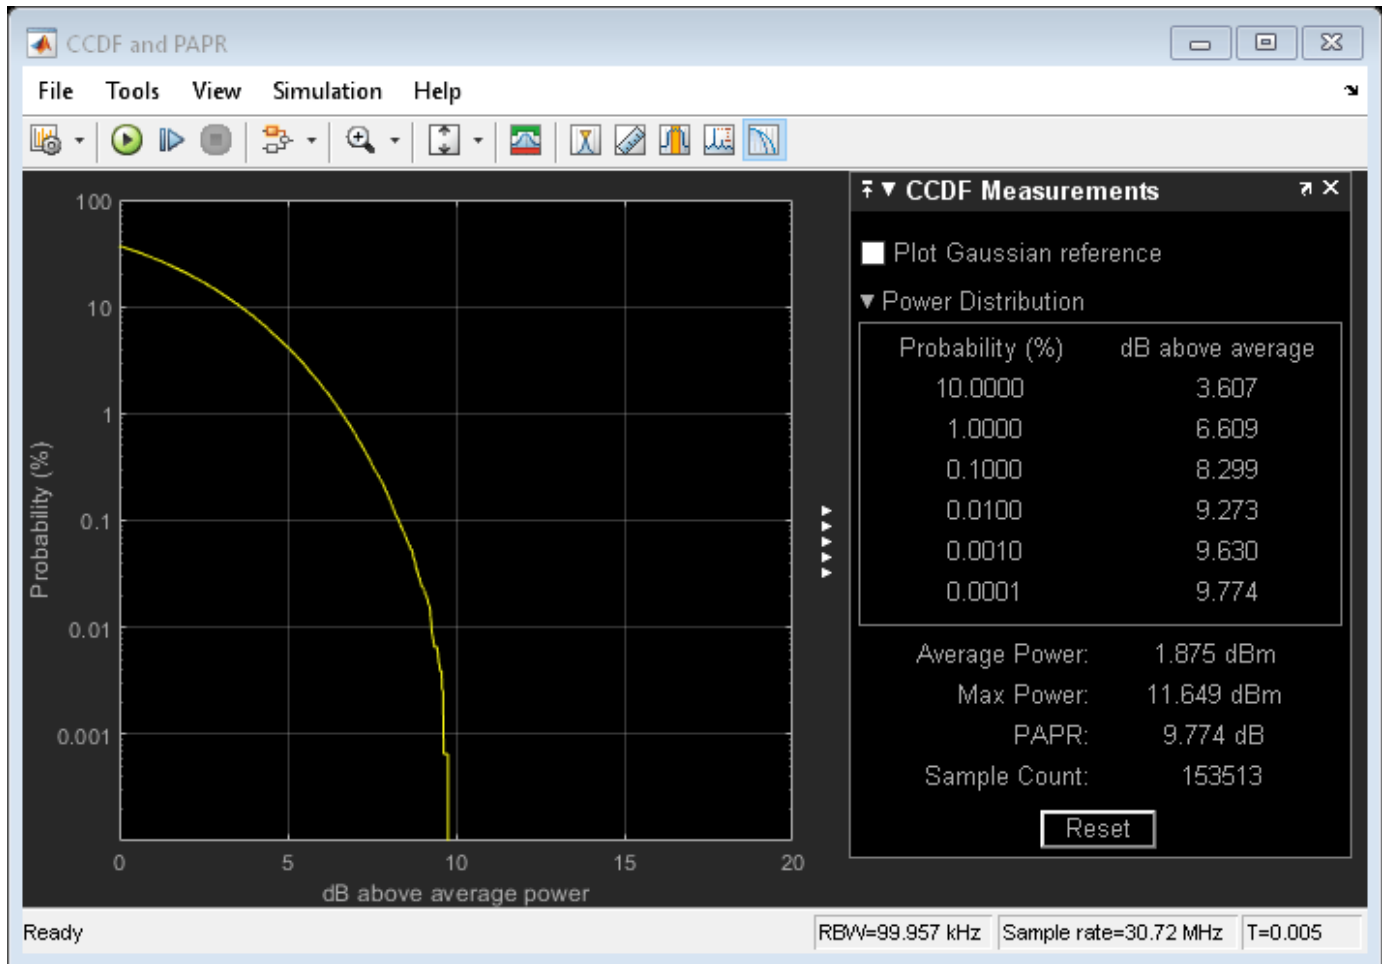 CCDF and PAPR
File Tools View Simulation Help
CCDF Measurements
Plot Gaussian reference
Power Distribution
Probability (%) dB above average
10.0000 3.607
1.0000 6.609
0.1000 8.299
0.0100 9.273
0.0010 9.630
0.0001 9.774
Average Power: 1.875 dBm
Max Power: 11.649 dBm
PAPR: 9.774 dB
Sample Count: 153513
Reset
Probability (%)
100
10
1
0.1
0.01
0.001
0 5 10 15 20
dB above average power
Ready RBW=99.957 kHz Sample rate=30.72 MHz T=0.005